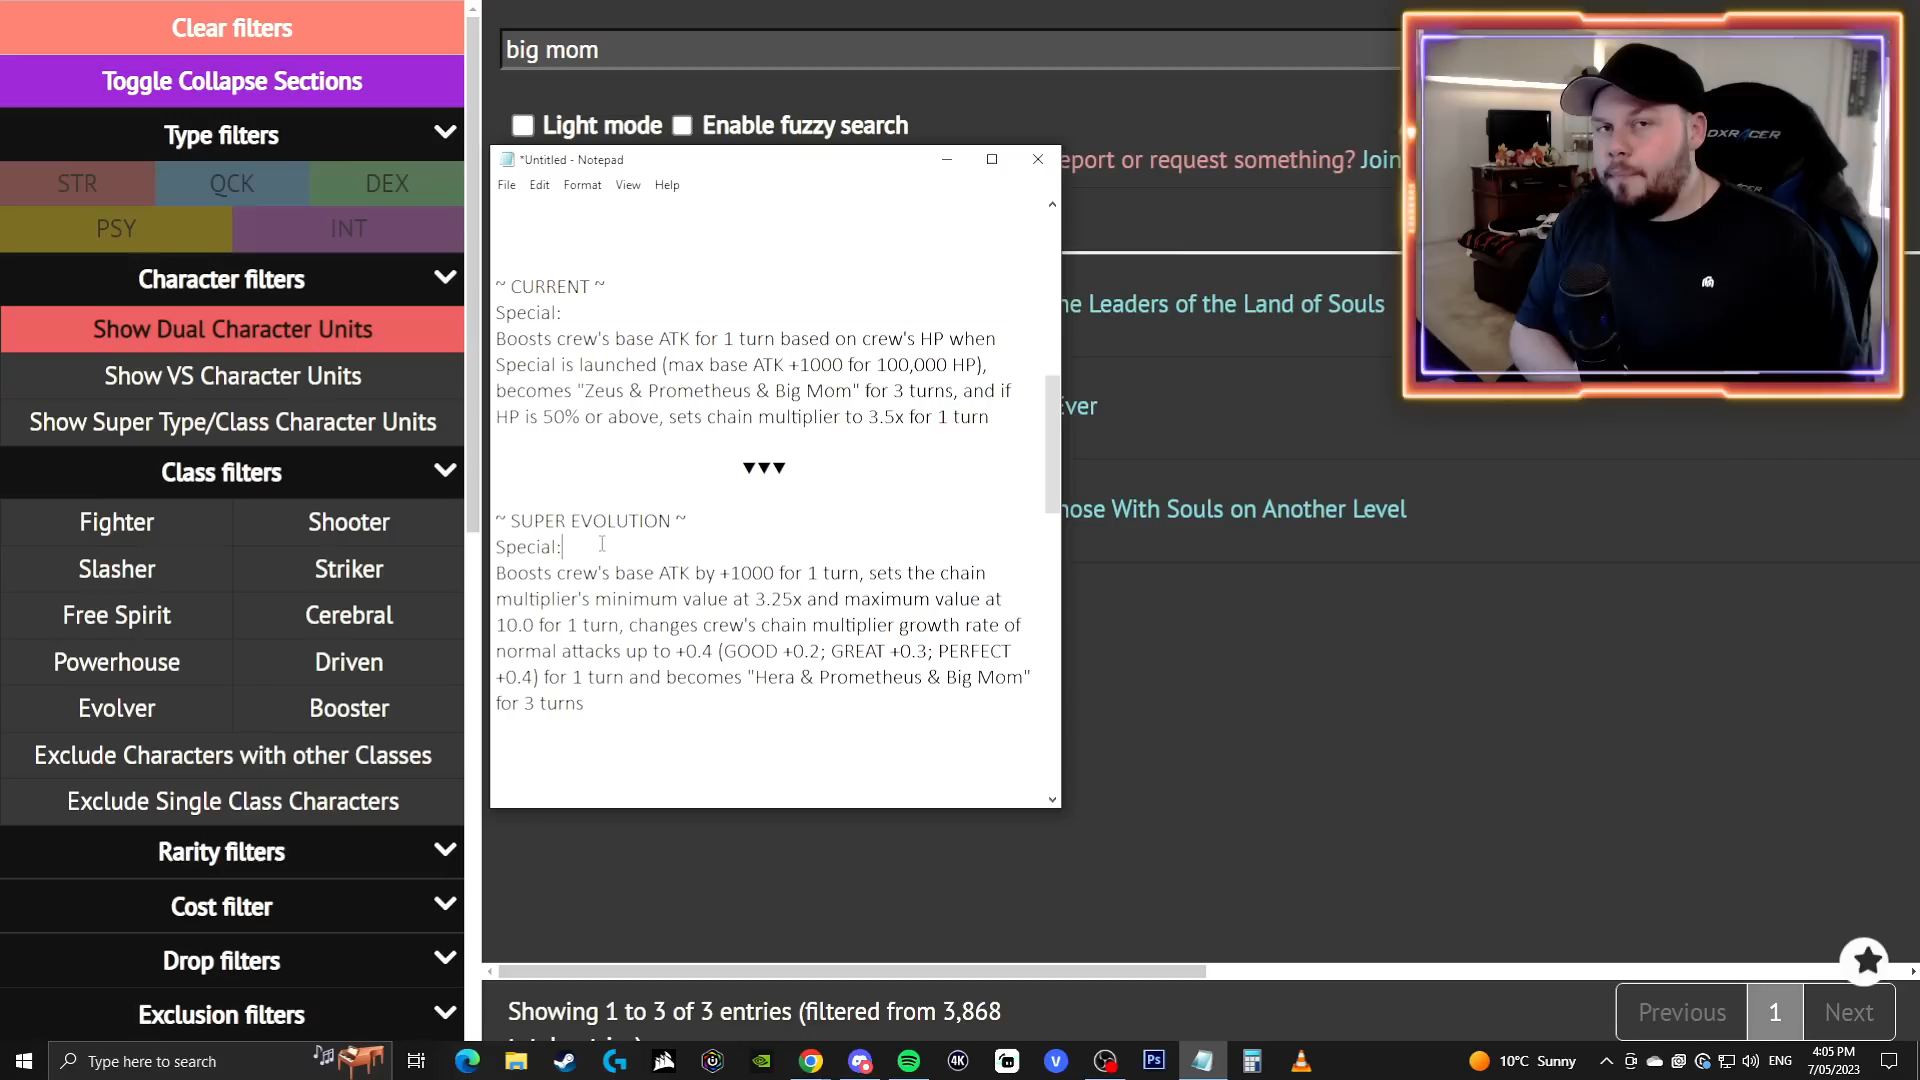 Clear filters
Toggle Collapse Sections
Type filters
STR QCK DEX
PSY INT
Character filters
Show Dual Character Units
Show VS Character Units
Show Super Type/Class Character Units
Class filters
Fighter Shooter
Slasher Striker
Free Spirit Cerebral
Powerhouse Driven
Evolver Booster
Exclude Characters with other Classes
Exclude Single Class Characters
Rarity filters
Cost filter
Drop filters
Exclusion filters
big mom
Light mode Enable fuzzy search
eport or request something? Join
*Untitled - Notepad
File Edit Format View Help
~ CURRENT ~
Special:
Boosts crew's base ATK for 1 turn based on crew's HP when
Special is launched (max base ATK +1000 for 100,000 HP),
becomes "Zeus & Prometheus & Big Mom" for 3 turns, and if
HP is 50% or above, sets chain multiplier to 3.5x for 1 turn
▼▼▼
~ SUPER EVOLUTION ~
Special:
Boosts crew's base ATK by +1000 for 1 turn, sets the chain
multiplier's minimum value at 3.25x and maximum value at
10.0 for 1 turn, changes crew's chain multiplier growth rate of
normal attacks up to +0.4 (GOOD +0.2; GREAT +0.3; PERFECT
+0.4) for 1 turn and becomes "Hera & Prometheus & Big Mom"
for 3 turns
he Leaders of the Land of Souls
Ever
hose With Souls on Another Level
DXRACER
Showing 1 to 3 of 3 entries (filtered from 3,868
Previous 1 Next
Type here to search
4K
Ps
10°C Sunny
ENG
4:05 PM
7/05/2023